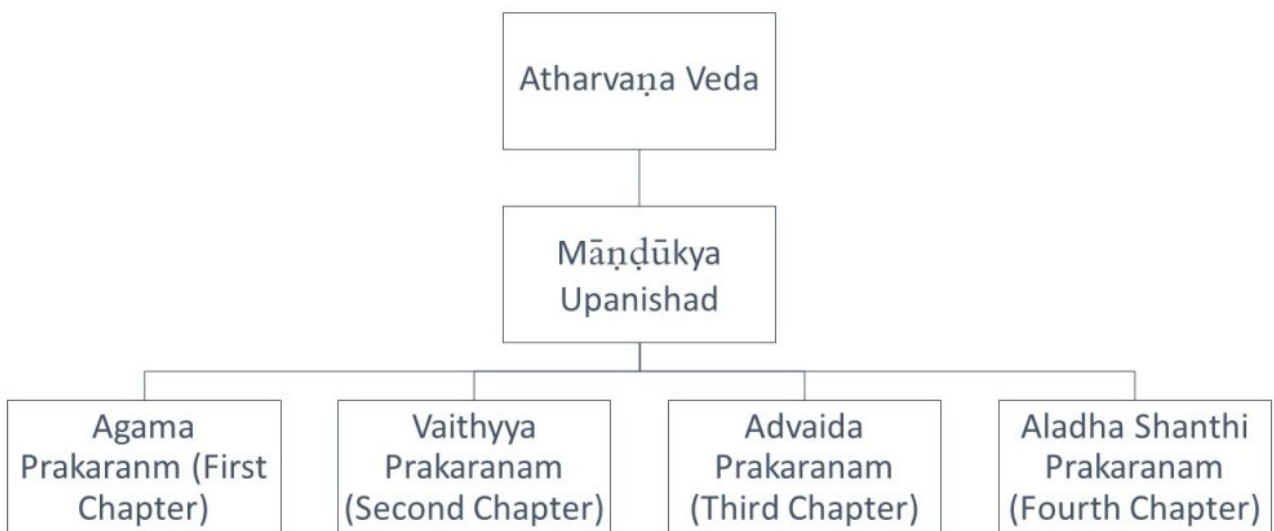 Atharvaṇa Veda
Māṇḍūkya
Upanishad
Agama
Prakaranm (First
Chapter)
Vaithyya
Prakaranam
(Second Chapter)
Advaida
Prakaranam
(Third Chapter)
Aladha Shanthi
Prakaranam
(Fourth Chapter)